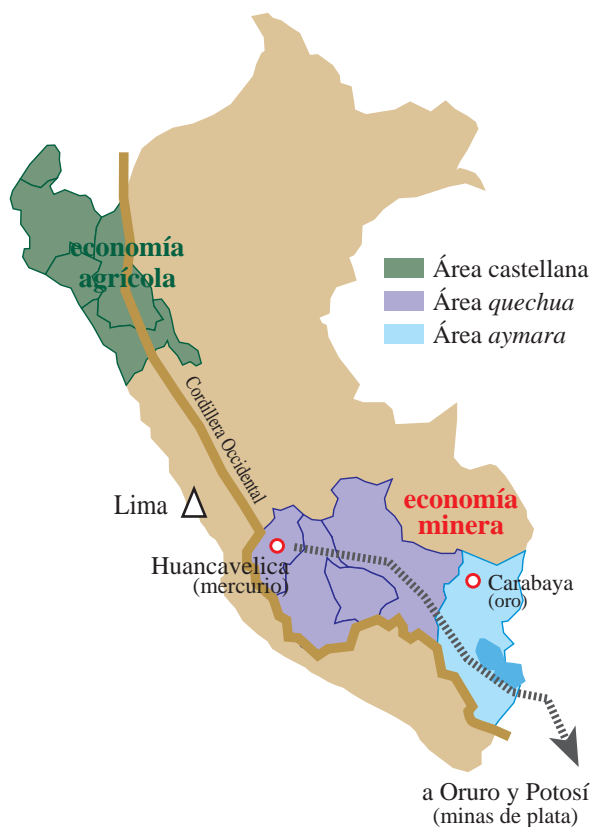 economía
agrícola
Área castellana
Área quechua
Área aymara
Cordillera Occidental
Lima
economía
minera
Huancavelica
(mercurio)
Carabaya
(oro)
a Oruro y Potosí
(minas de plata)